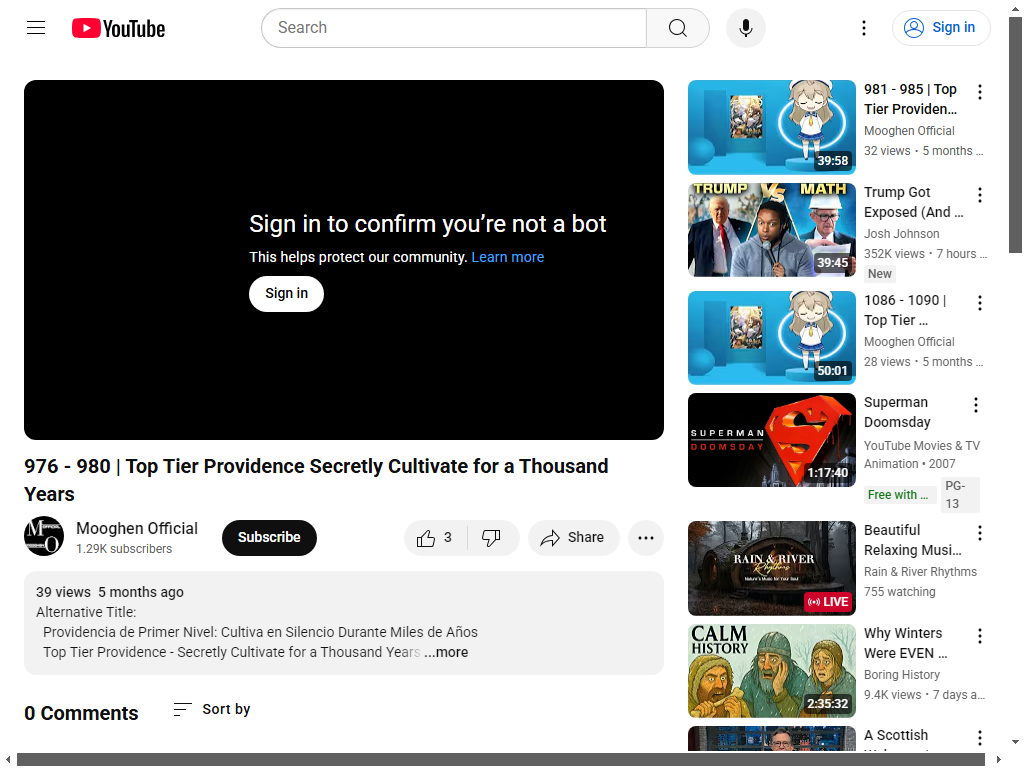 YouTube
Search
Sign in
Sign in to confirm you’re not a bot
This helps protect our community. Learn more
Sign in
976 - 980 | Top Tier Providence Secretly Cultivate for a Thousand
Years
Mooghen Official
1.29K subscribers
Subscribe
3
Share
39 views 5 months ago
Alternative Title:
Providencia de Primer Nivel: Cultiva en Silencio Durante Miles de Años
Top Tier Providence - Secretly Cultivate for a Thousand Years ...more
0 Comments
Sort by
39:58
981 - 985 | Top
Tier Providen...
Mooghen Official
32 views • 5 months ...
TRUMP VS MATH
39:45
Trump Got
Exposed (And ...
Josh Johnson
352K views • 7 hours ...
New
50:01
1086 - 1090 |
Top Tier ...
Mooghen Official
28 views • 5 months ...
SUPERMAN
DOOMSDAY
1:17:40
Superman
Doomsday
YouTube Movies & TV
Animation • 2007
Free with ...
PG-
13
RAIN & RIVER
Rhythms
Nature's Music for Your Soul
LIVE
Beautiful
Relaxing Musi...
Rain & River Rhythms
755 watching
CALM
HISTORY
2:35:32
Why Winters
Were EVEN ...
Boring History
9.4K views • 7 days a...
A Scottish